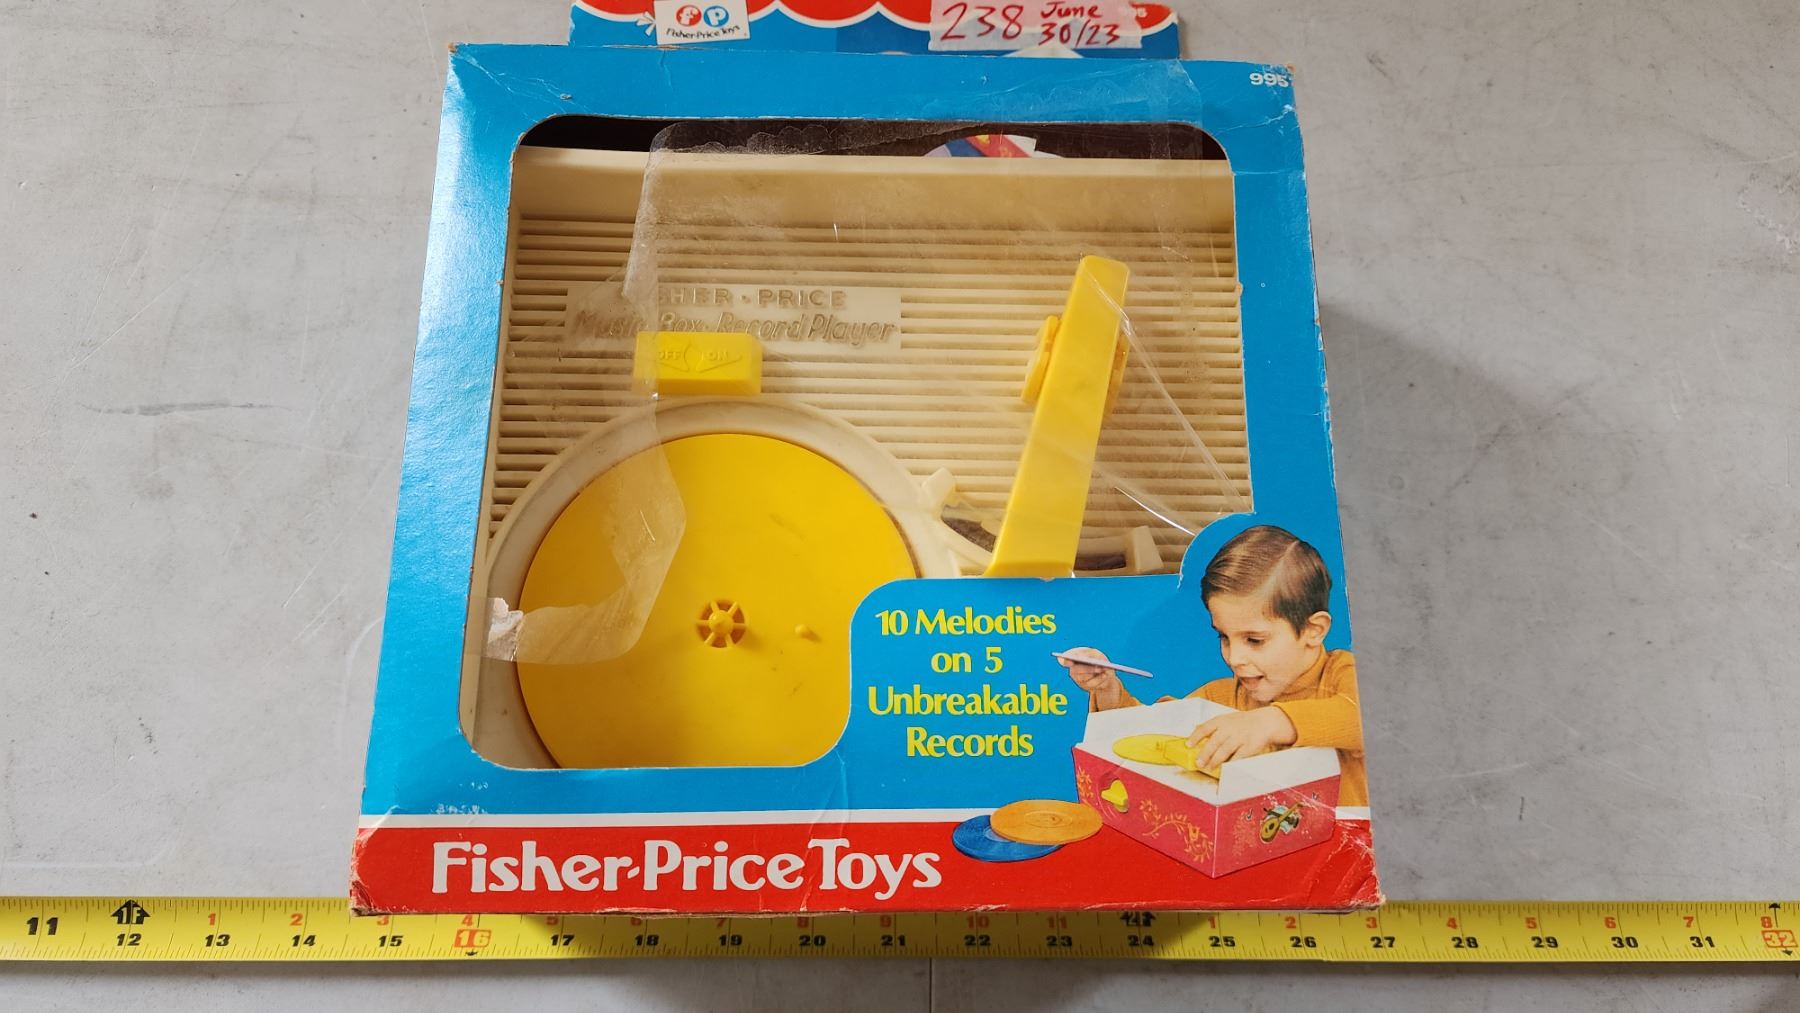 fp
Fisher-Price Toys
238 June
30/23
995
SHER-PRICE
Music Box Record Player
OFF ON
10 Melodies
on 5
Unbreakable
Records
Fisher-Price Toys
1F 1 2 3 4 8 9 10 11 2F 1 2 3 4 5 6 7 8
11 12 13 14 15 16 17 18 19 20 21 22 23 24 25 26 27 28 29 30 31 32